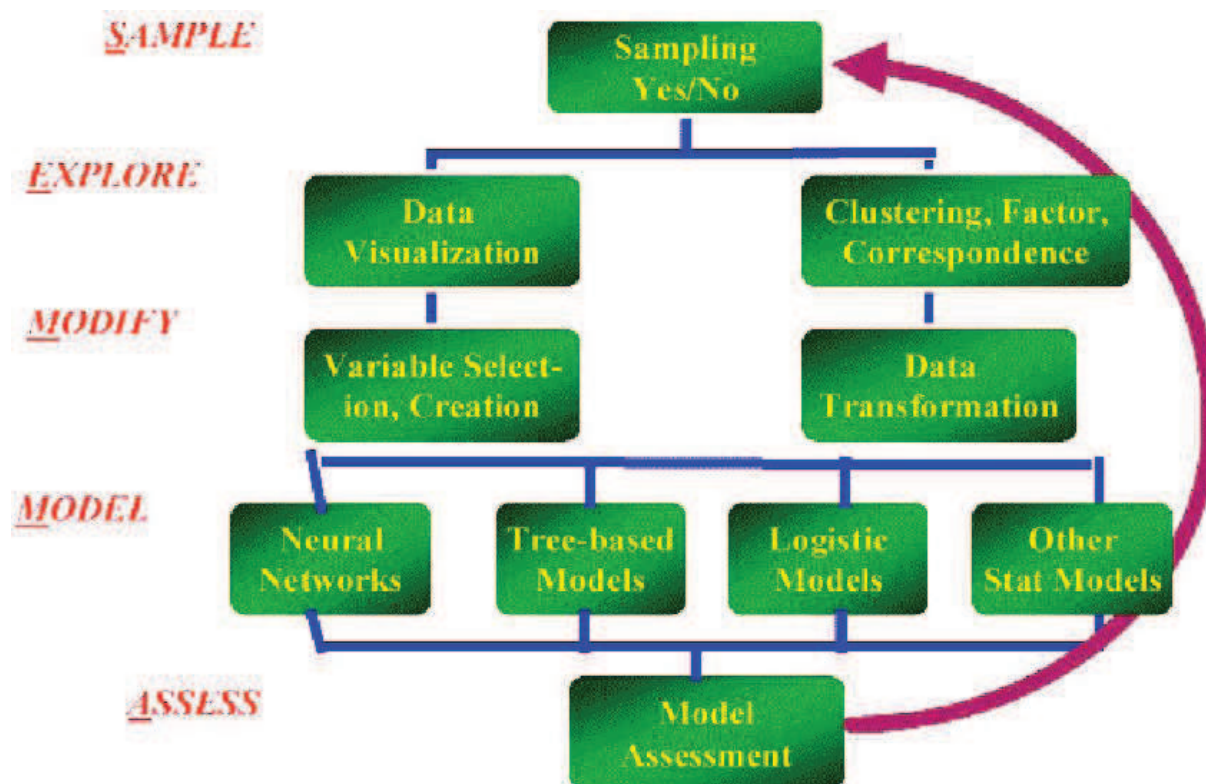 SAMPLE
Sampling
Yes/No
EXPLORE
Data
Visualization
Clustering, Factor,
Correspondence
MODIFY
Variable Select-
ion, Creation
Data
Transformation
MODEL
Neural
Networks
Tree-based
Models
Logistic
Models
Other
Stat Models
ASSESS
Model
Assessment